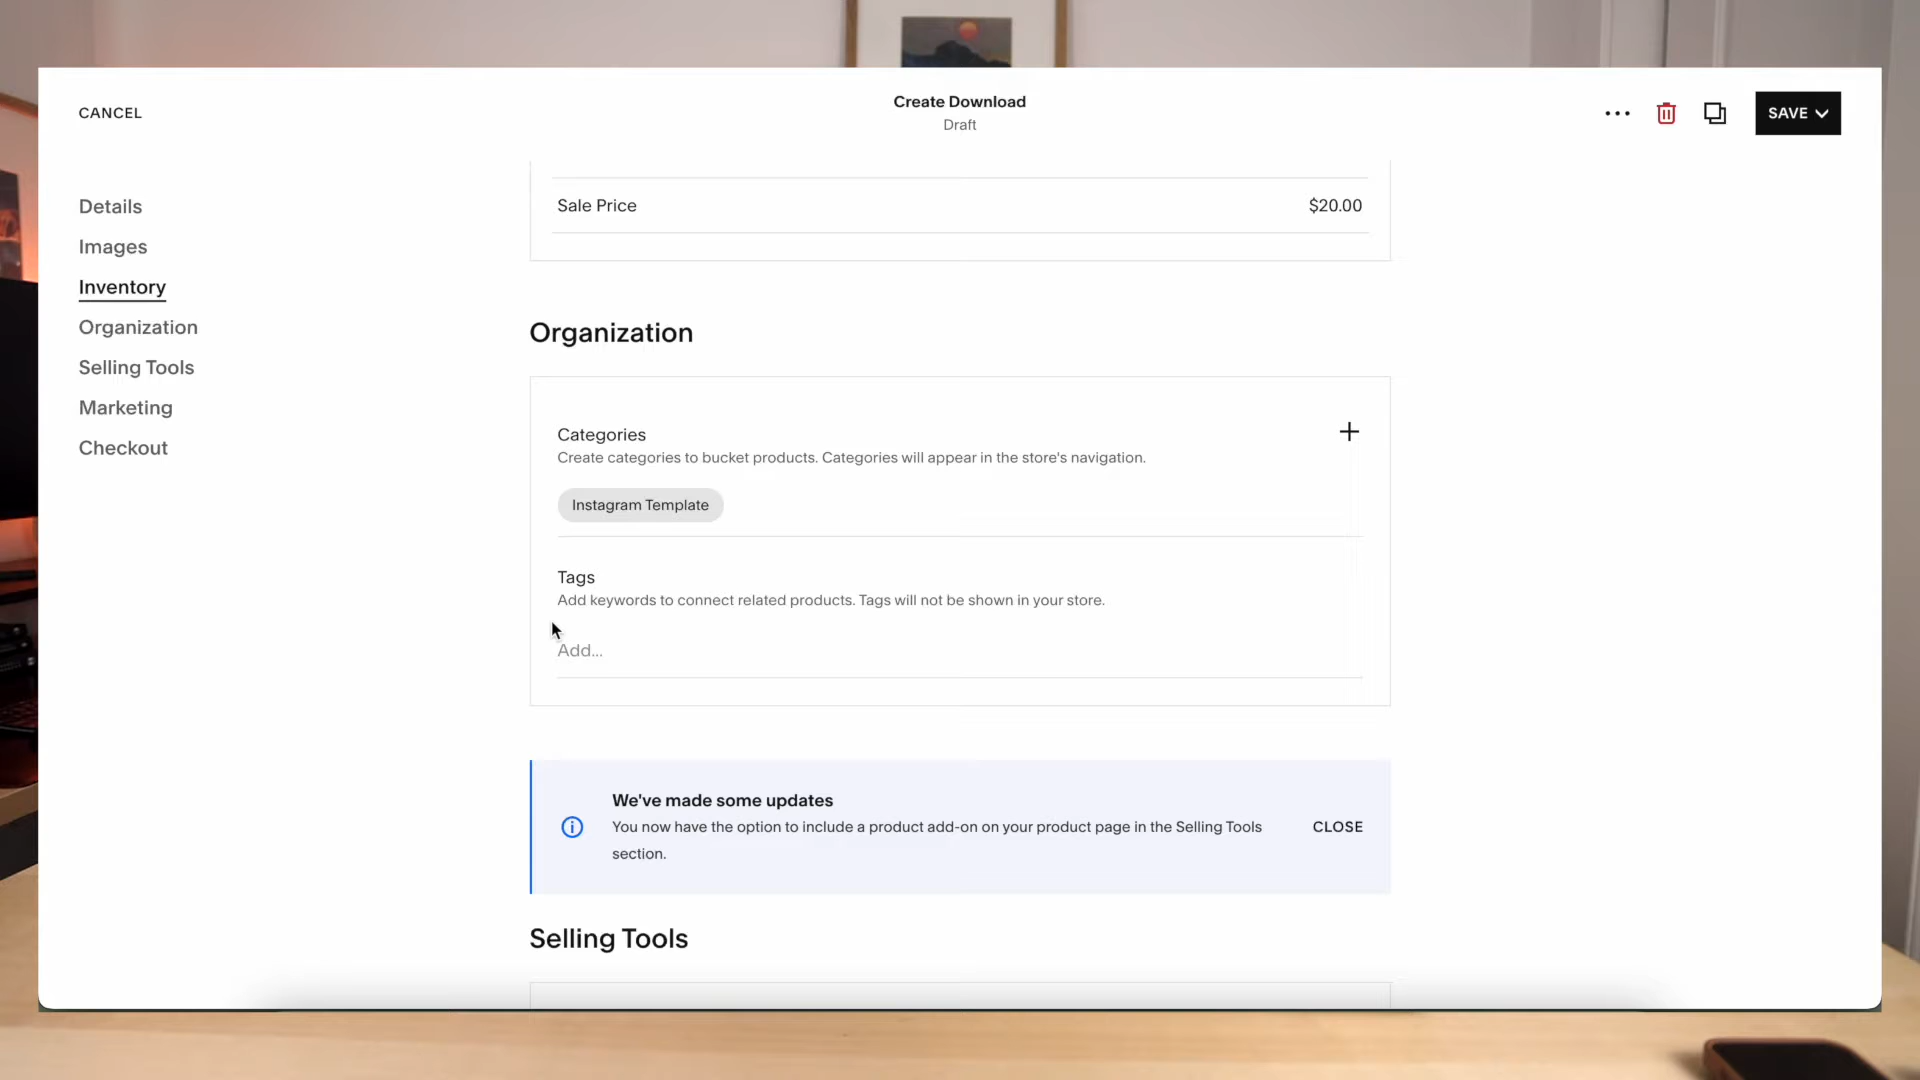 CANCEL
Create Download
Draft
SAVE
Details
Images
Inventory
Organization
Selling Tools
Marketing
Checkout
Sale Price
$20.00
Organization
Categories
Create categories to bucket products. Categories will appear in the store's navigation.
Instagram Template
Tags
Add keywords to connect related products. Tags will not be shown in your store.
Add...
We've made some updates
You now have the option to include a product add-on on your product page in the Selling Tools
section.
CLOSE
Selling Tools